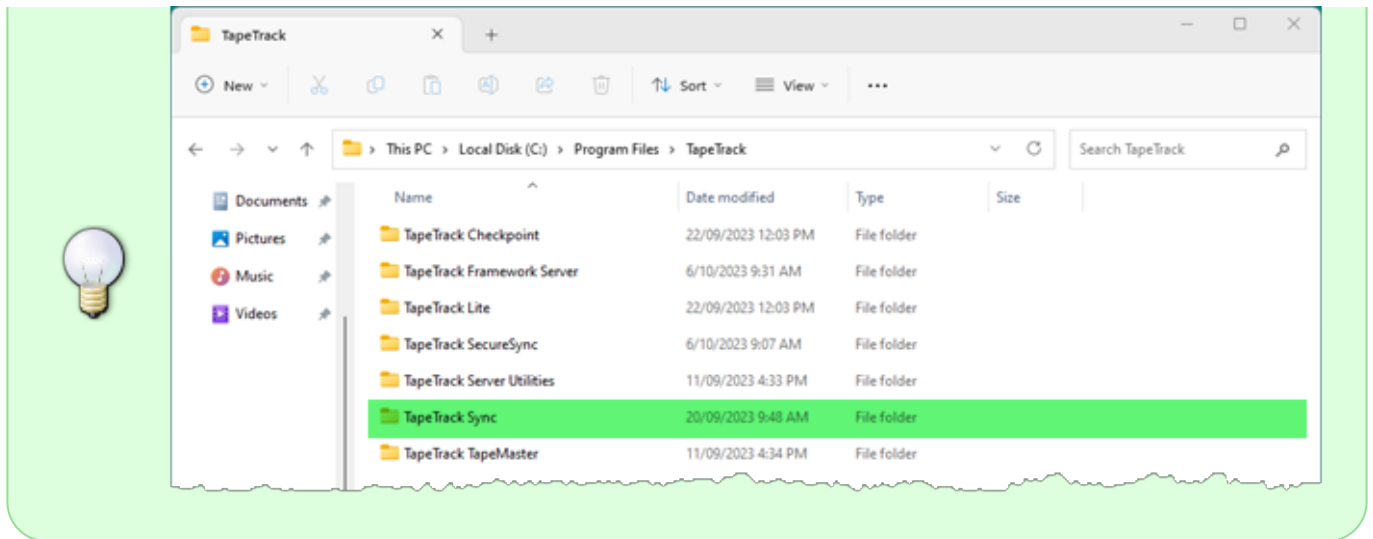 TapeTrack
New Sort View
This PC > Local Disk (C:) > Program Files > TapeTrack Search TapeTrack
Documents
Pictures
Music
Videos
Name Date modified Type Size
TapeTrack Checkpoint 22/09/2023 12:03 PM File folder
TapeTrack Framework Server 6/10/2023 9:31 AM File folder
TapeTrack Lite 22/09/2023 12:03 PM File folder
TapeTrack SecureSync 6/10/2023 9:07 AM File folder
TapeTrack Server Utilities 11/09/2023 4:33 PM File folder
TapeTrack Sync 20/09/2023 9:48 AM File folder
TapeTrack TapeMaster 11/09/2023 4:34 PM File folder